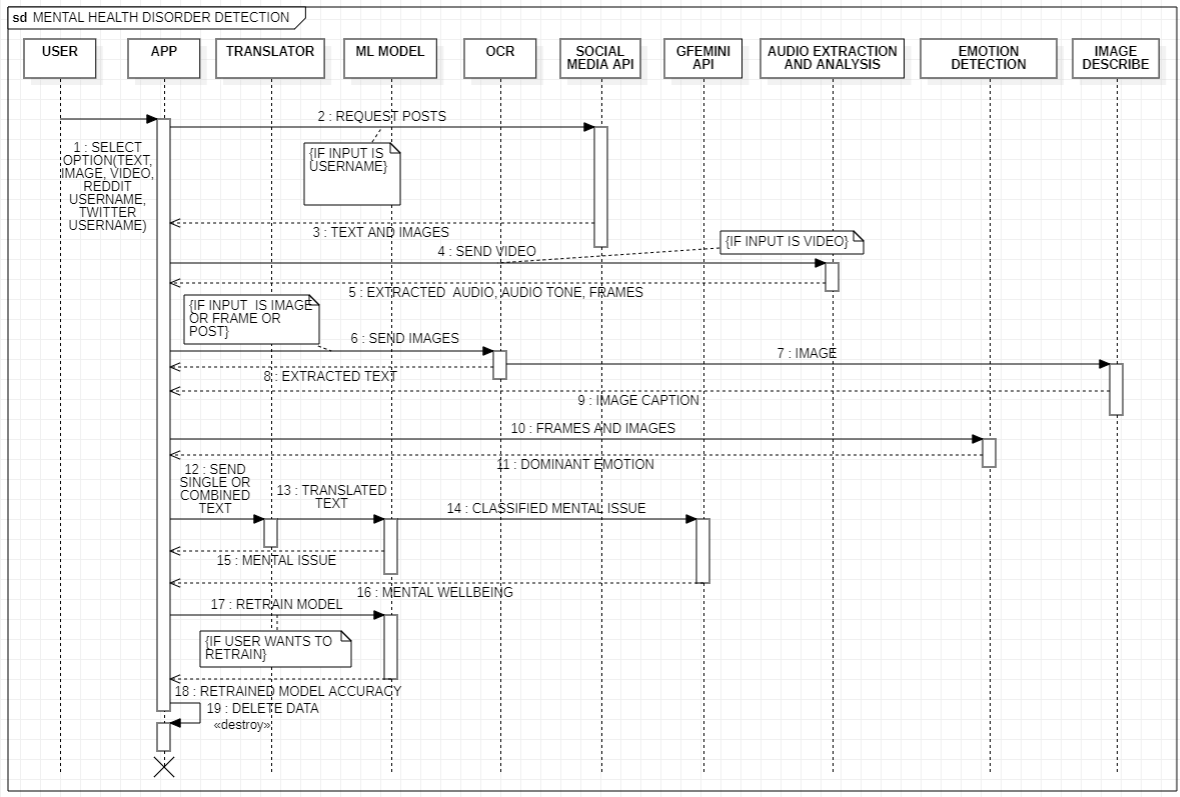 sd MENTAL HEALTH DISORDER DETECTION
USER
APP
TRANSLATOR
ML MODEL
OCR
SOCIAL
MEDIA API
GFEMINI
API
AUDIO EXTRACTION
AND ANALYSIS
EMOTION
DETECTION
IMAGE
DESCRIBE
1 : SELECT
OPTION(TEXT,
IMAGE, VIDEO,
REDDIT
USERNAME,
TWITTER
USERNAME)
2 : REQUEST POSTS
{IF INPUT IS
USERNAME}
3 : TEXT AND IMAGES
4 : SEND VIDEO
{IF INPUT IS VIDEO}
5 : EXTRACTED  AUDIO, AUDIO TONE, FRAMES
{IF INPUT  IS IMAGE
OR FRAME OR
POST}
6 : SEND IMAGES
7 : IMAGE
8 : EXTRACTED TEXT
9 : IMAGE CAPTION
10 : FRAMES AND IMAGES
11 : DOMINANT EMOTION
12 : SEND
SINGLE OR
COMBINED
TEXT
13 : TRANSLATED
TEXT
14 : CLASSIFIED MENTAL ISSUE
15 : MENTAL ISSUE
16 : MENTAL WELLBEING
17 : RETRAIN MODEL
{IF USER WANTS TO
RETRAIN}
18 : RETRAINED MODEL ACCURACY
19 : DELETE DATA
«destroy»